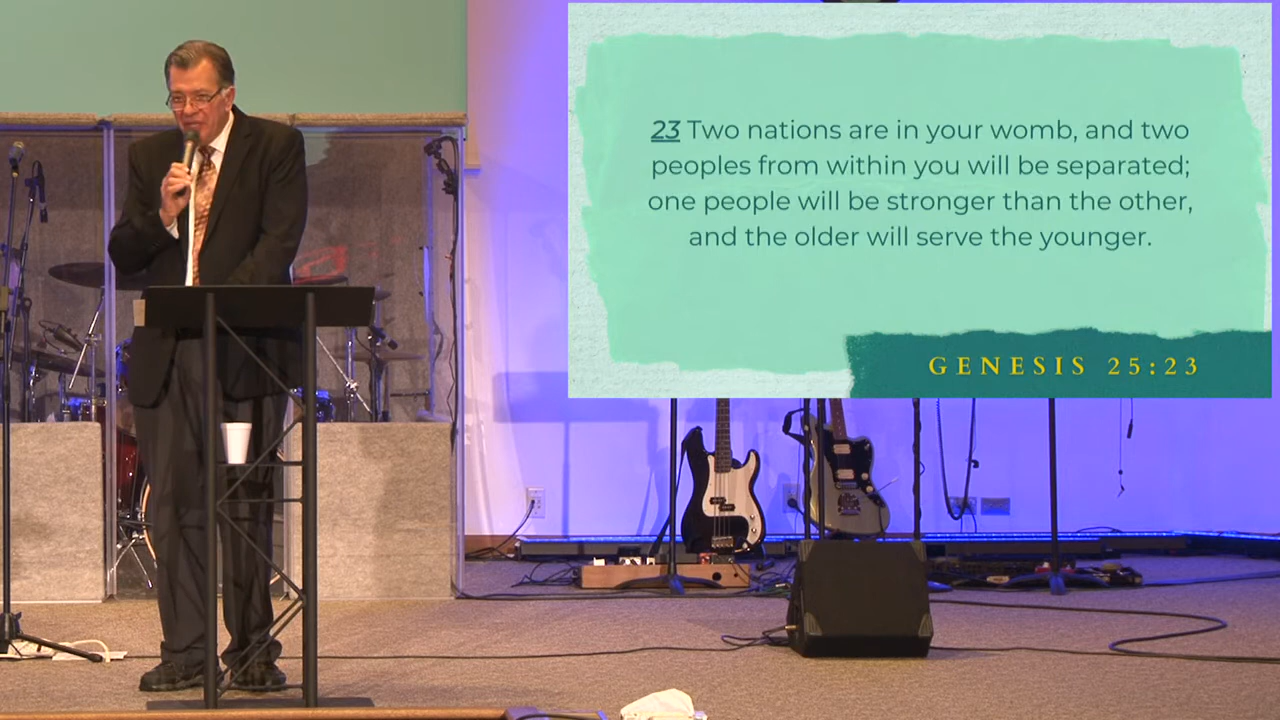 23 Two nations are in your womb, and two
peoples from within you will be separated;
one people will be stronger than the other,
and the older will serve the younger.
GENESIS 25:23